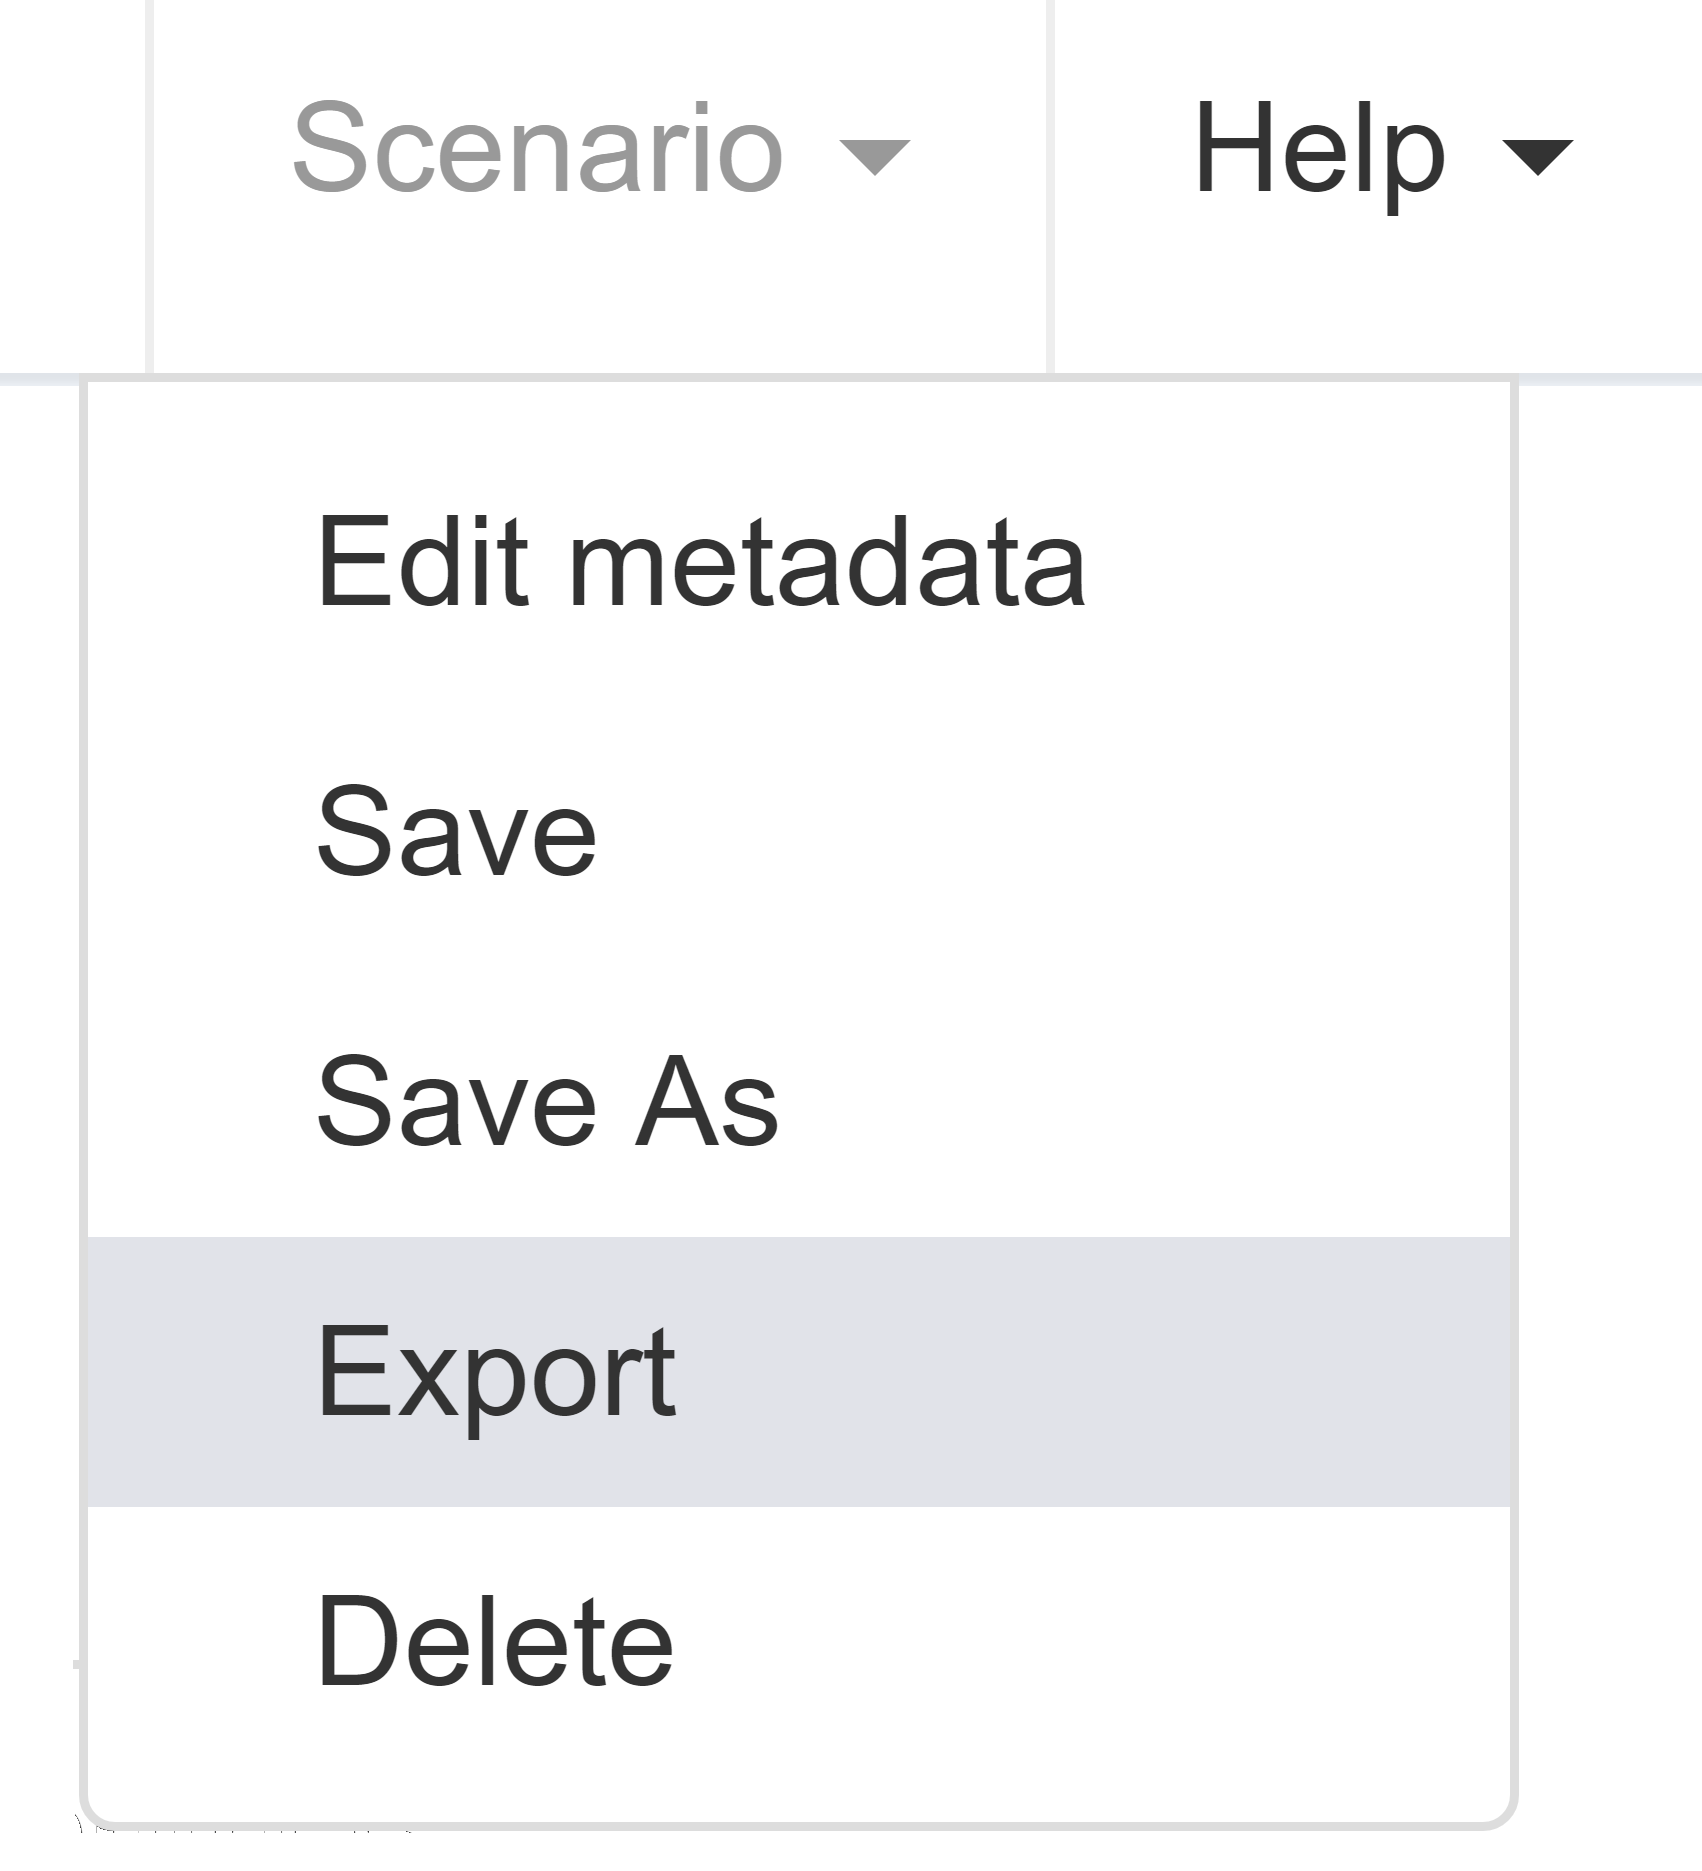 Scenario Help
Edit metadata
Save
Save As
Export
Delete